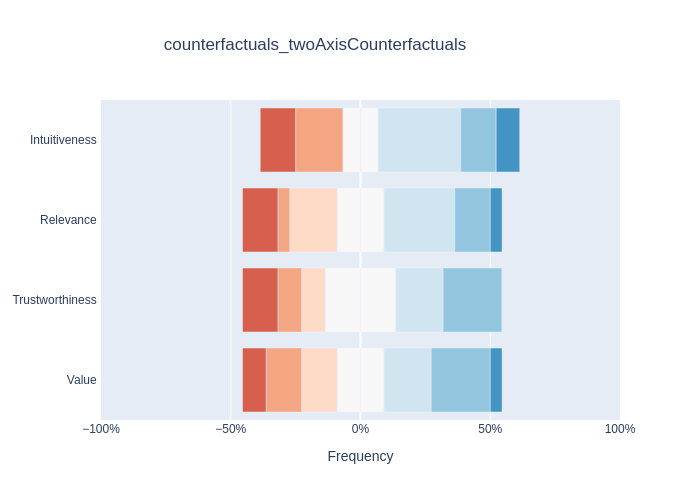 counterfactuals_twoAxisCounterfactuals
Intuitiveness
Relevance
Trustworthiness
Value
−100%
−50%
0%
50%
100%
Frequency